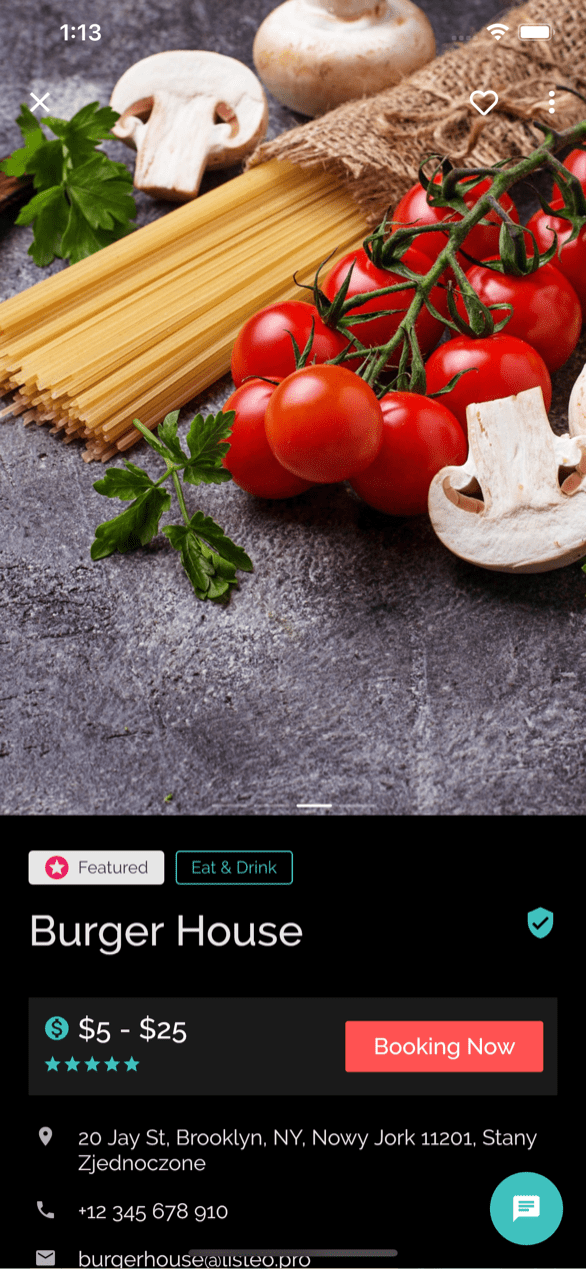 1:13
Featured
Eat & Drink
Burger House
$5 - $25
Booking Now
20 Jay St, Brooklyn, NY, Nowy Jork 11201, Stany
Zjednoczone
+12 345 678 910
burgerhouse@listeo.pro